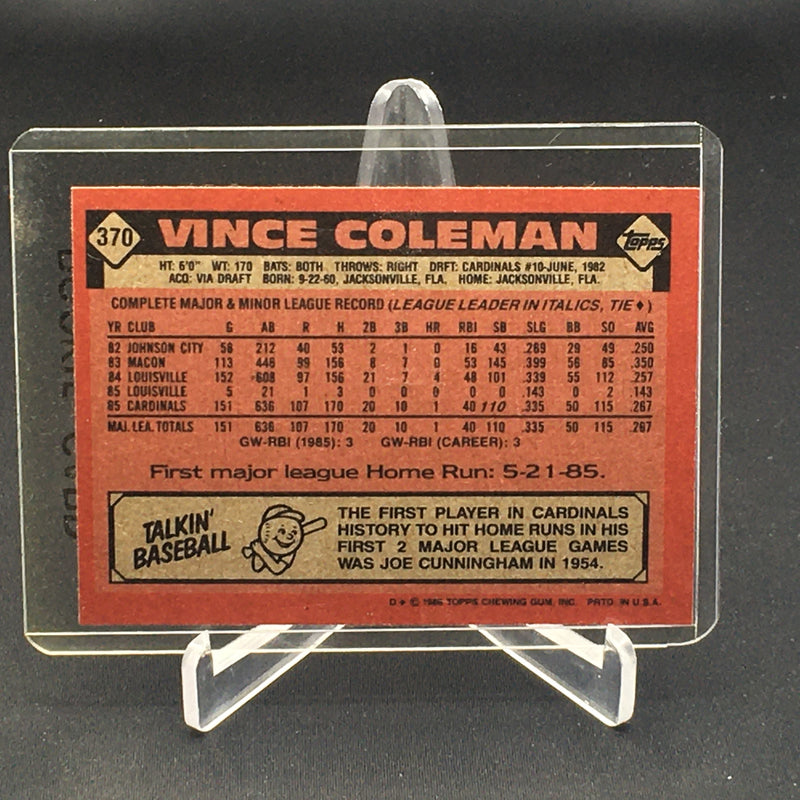 370 VINCE COLEMAN Topps
HT: 6'0" WT: 170 BATS: BOTH THROWS: RIGHT DRFT: CARDINALS #10-JUNE, 1982
ACQ: VIA DRAFT BORN: 9-22-60, JACKSONVILLE, FLA. HOME: JACKSONVILLE, FLA.
COMPLETE MAJOR & MINOR LEAGUE RECORD (LEAGUE LEADER IN ITALICS, TIE♦)
YR CLUB G AB R H 2B 3B HR RBI SB SLG BB SO AVG
82 JOHNSON CITY 58 212 40 53 2 1 0 16 43 .269 29 49 .250
83 MACON 113 446 99 156 8 7 0 53 145 .399 56 85 .350
84 LOUISVILLE 152 608 97 156 21 7 4 48 101 .339 55 112 .257
85 LOUISVILLE 5 21 1 3 0 0 0 0 0 .143 0 2 .143
85 CARDINALS 151 636 107 170 20 10 1 40 110 .335 50 115 .267
MAJ. LEA. TOTALS 151 636 107 170 20 10 1 40 110 .335 50 115 .267
GW-RBI (1985): 3 GW-RBI (CAREER): 3
First major league Home Run: 5-21-85.
TALKIN'
BASEBALL
THE FIRST PLAYER IN CARDINALS
HISTORY TO HIT HOME RUNS IN HIS
FIRST 2 MAJOR LEAGUE GAMES
WAS JOE CUNNINGHAM IN 1954.
D* © 1986 TOPPS CHEWING GUM, INC. PRTD. IN U.S.A.